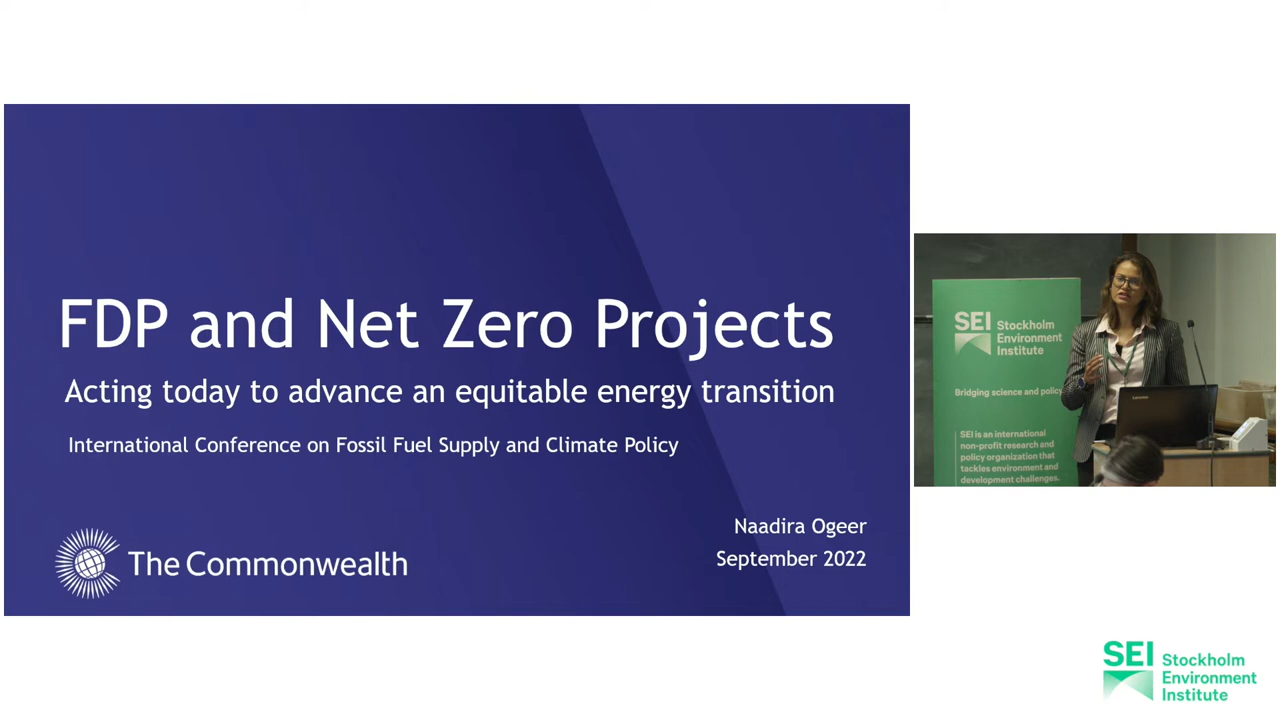 FDP and Net Zero Projects
Acting today to advance an equitable energy transition
International Conference on Fossil Fuel Supply and Climate Policy
Naadira Ogeer
September 2022
The Commonwealth
SEI Stockholm
Environment
Institute
Bridging science and policy
SEI is an international
non-profit research and
policy organization that
tackles environment and
development challenges.
Lenovo
SEI Stockholm
Environment
Institute